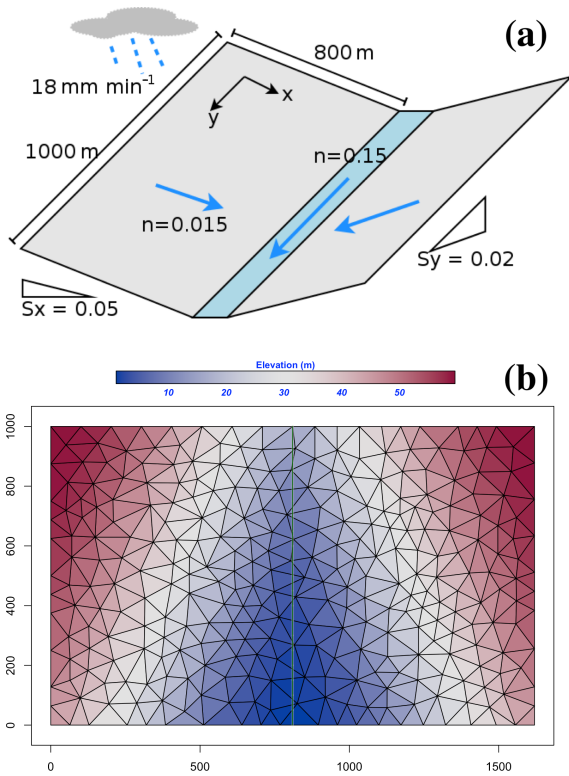 (a)
800 m
18 mm min⁻¹
x
y
1000 m
n=0.15
n=0.015
Sy = 0.02
Sx = 0.05
(b)
Elevation (m)
10 20 30 40 50
1000
800
600
400
200
0
0 500 1000 1500